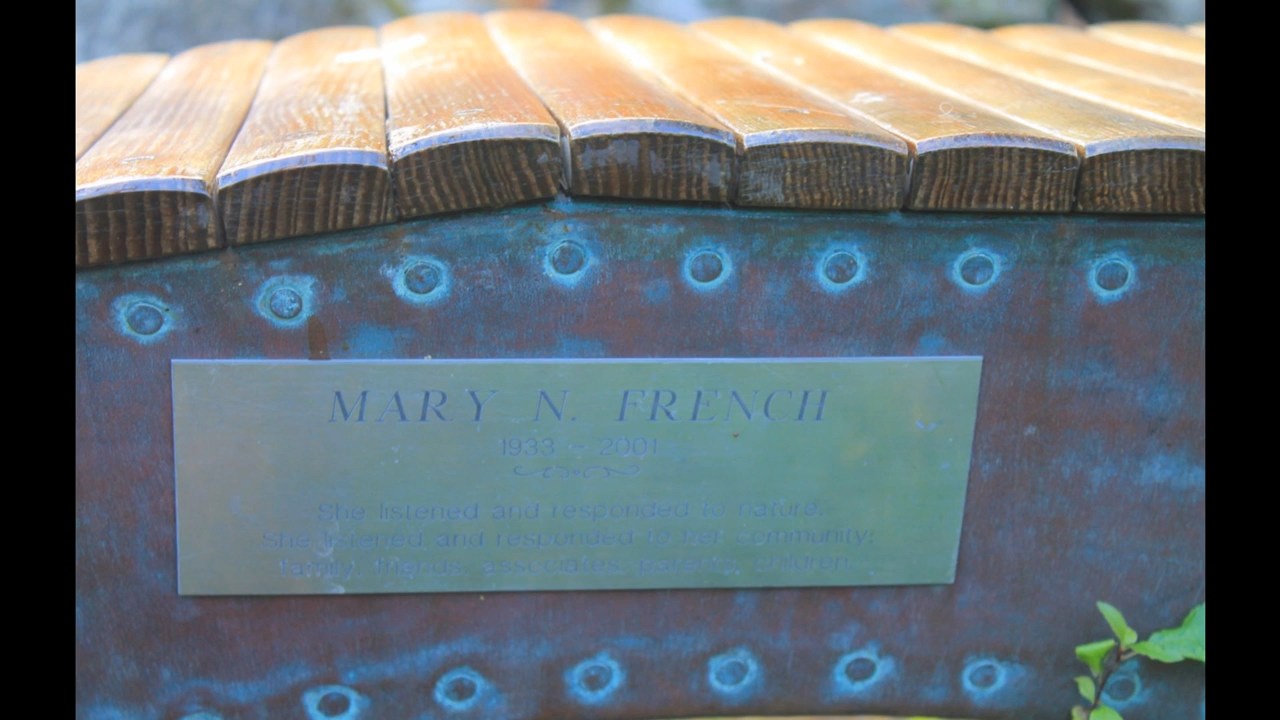 MARY N. FRENCH
1933 - 2001
She listened and responded to nature.
She listened and responded to her community:
family, friends, associates, parents, children.